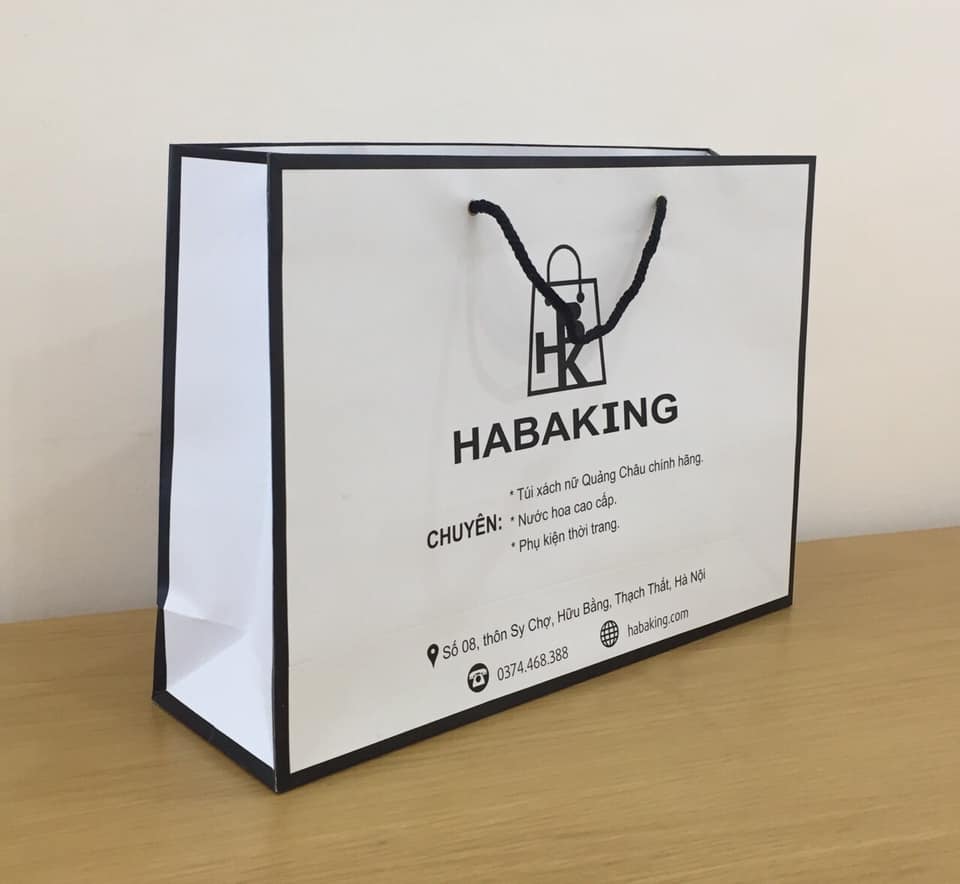 HBK
HABAKING
CHUYÊN:
* Túi xách nữ Quảng Châu chính hãng.
* Nước hoa cao cấp.
* Phụ kiện thời trang.
Số 08, thôn Sy Chợ, Hữu Bằng, Thạch Thất, Hà Nội
0374.468.388
habaking.com